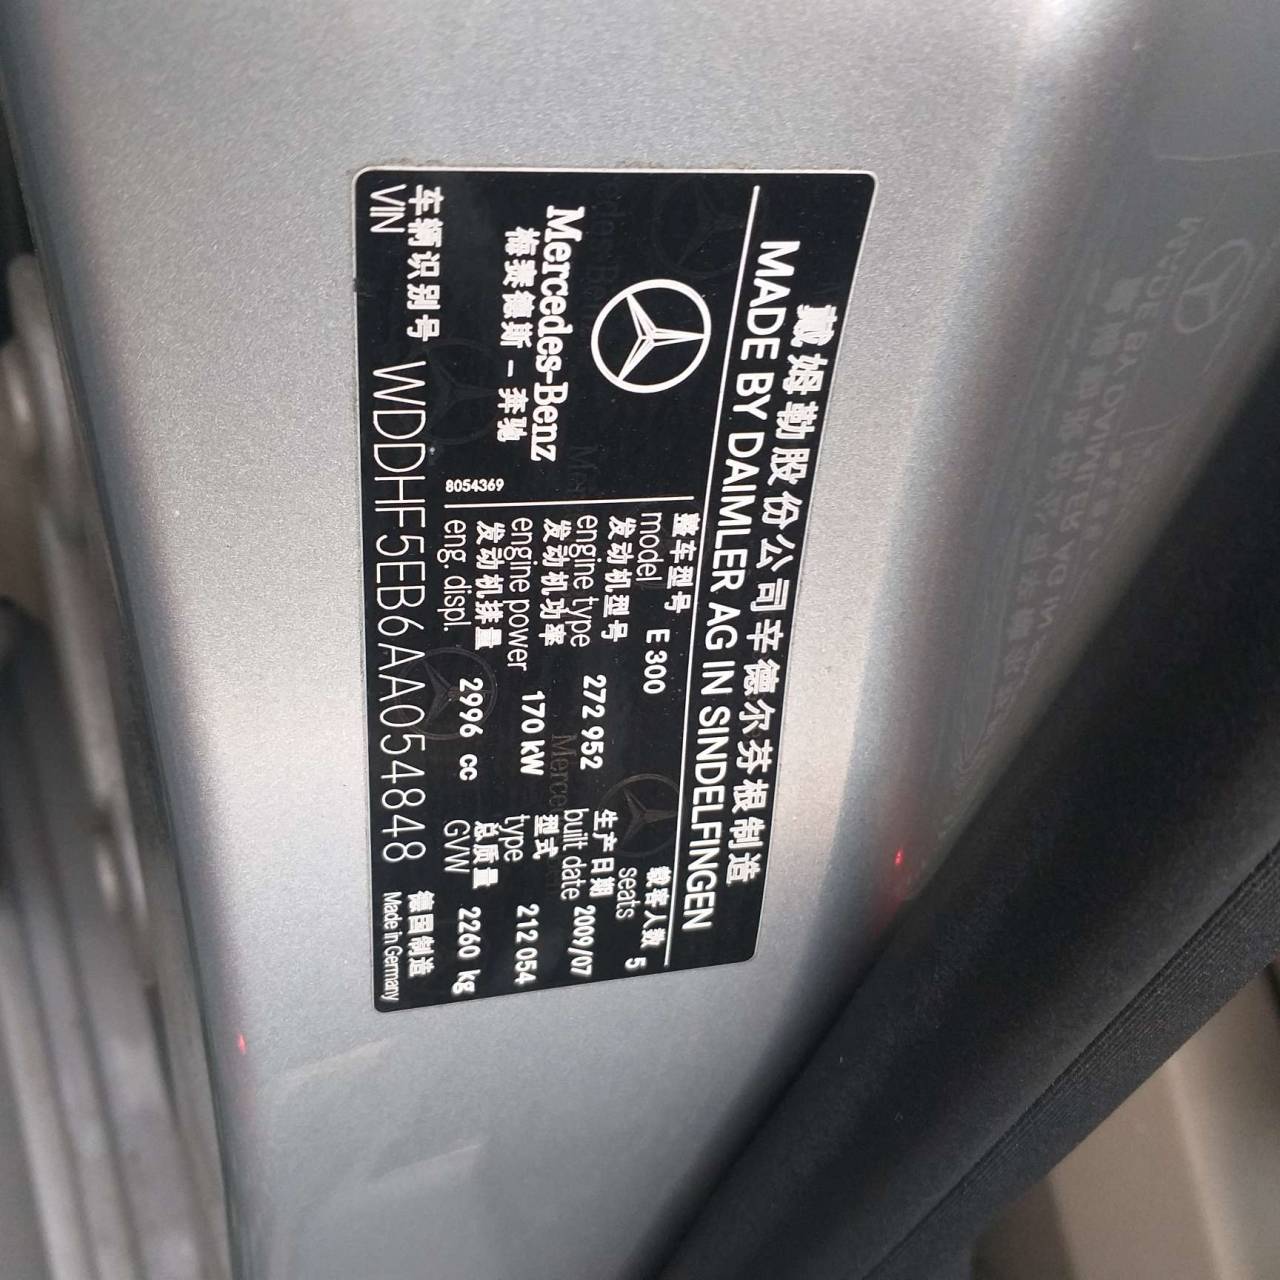 戴姆勒股份公司辛德尔芬根制造
MADE BY DAIMLER AG IN SINDELFINGEN
Mercedes-Benz
梅赛德斯－奔驰
8054369
整车型号
model E 300
载客人数
seats 5
发动机型号
engine type 272 952
生产日期
built date 2009/07
发动机功率
engine power 170 kW
型式
type 212 054
发动机排量
eng. displ. 2996 cc
总质量
GVW 2260 kg
车辆识别号
VIN WDDHF5EB6AA054848
德国制造
Made in Germany